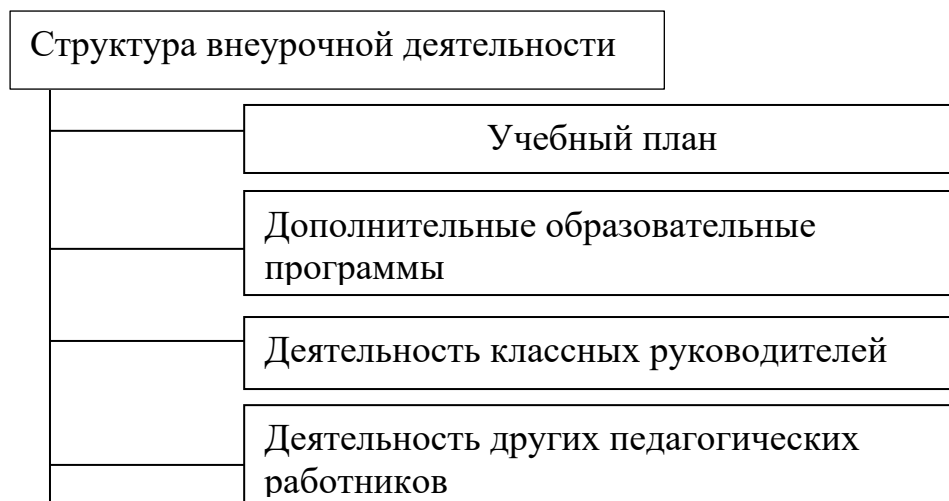 Структура внеурочной деятельности
Учебный план
Дополнительные образовательные
программы
Деятельность классных руководителей
Деятельность других педагогических
работников